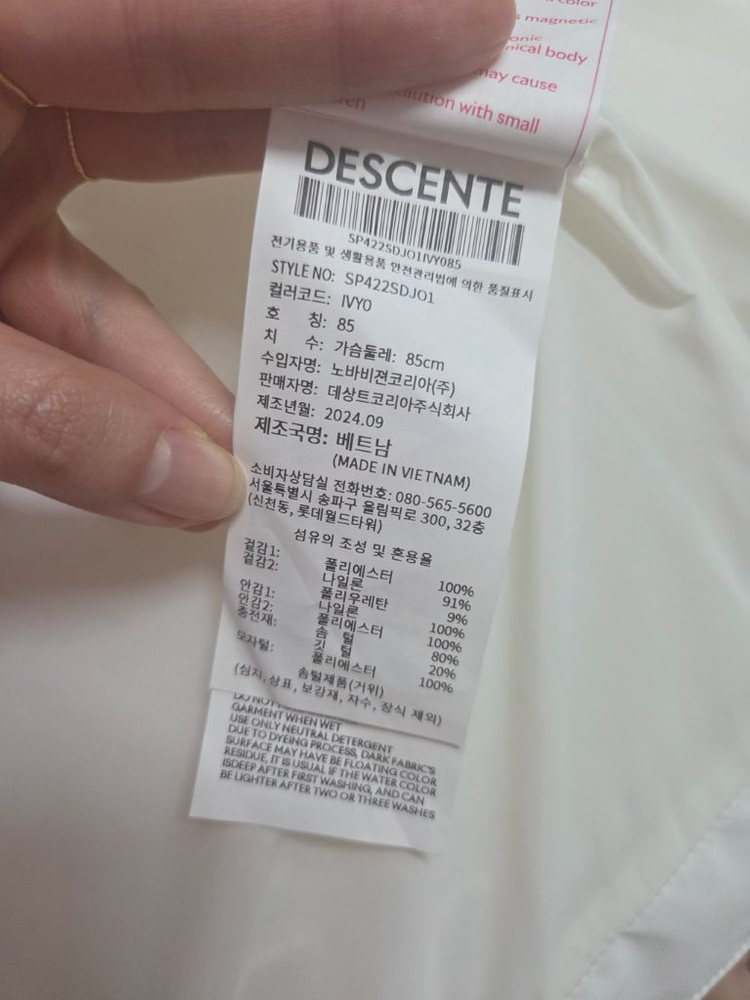 color
magnetic
nical body
may cause
caution with small
DESCENTE
SP422SDJO1IVY085
전기용품 및 생활용품 안전관리법에 의한 품질표시
STYLE NO: SP422SDJO1
컬러코드: IVY0
호 칭: 85
치 수: 가슴둘레: 85cm
수입자명: 노바비젼코리아(주)
판매자명: 데상트코리아주식회사
제조년월: 2024.09
제조국명: 베트남
(MADE IN VIETNAM)
소비자상담실 전화번호: 080-565-5600
서울특별시 송파구 올림픽로 300, 32층
(신천동, 롯데월드타워)
섬유의 조성 및 혼용율
겉감1: 폴리에스터 100%
겉감2: 나일론 91%
폴리우레탄 9%
안감1: 나일론 100%
안감2: 폴리에스터 100%
충전재: 솜 털 80%
깃 털 20%
모자털: 폴리에스터 100%
솜털제품(거위)
(심지, 상표, 보강재, 자수, 장식 제외)
DO NOT
GARMENT WHEN WET
USE ONLY NEUTRAL DETERGENT
DUE TO DYEING PROCESS, DARK FABRIC'S
SURFACE MAY HAVE BE FLOATING COLOR
RESIDUE, IT IS USUAL IF THE WATER COLOR
ISDEEP AFTER FIRST WASHING, AND CAN
BE LIGHTER AFTER TWO OR THREE WASHES